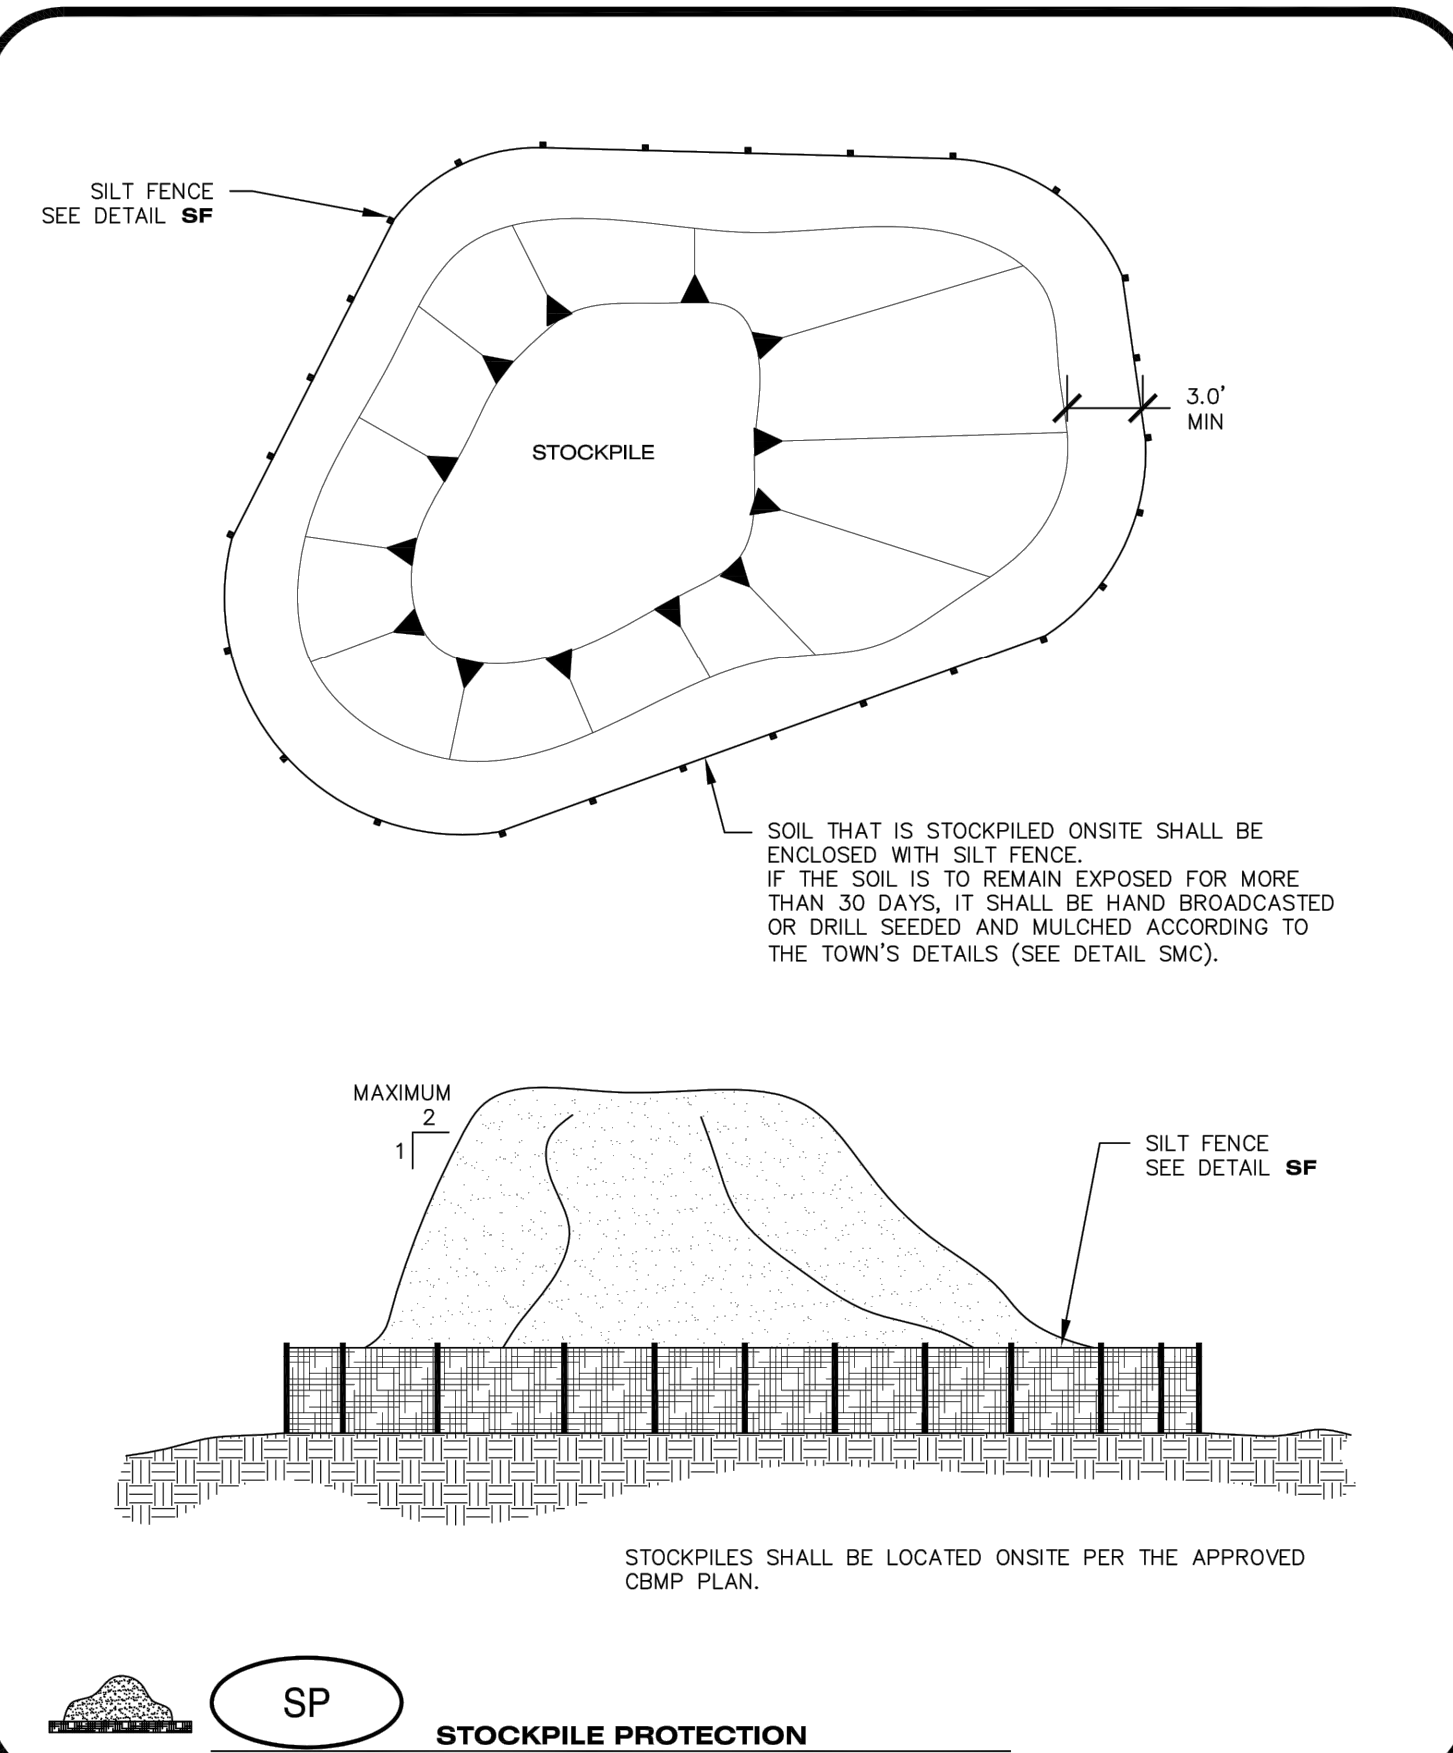 SILT FENCE
SEE DETAIL SF
3.0'
MIN
STOCKPILE
SOIL THAT IS STOCKPILED ONSITE SHALL BE
ENCLOSED WITH SILT FENCE.
IF THE SOIL IS TO REMAIN EXPOSED FOR MORE
THAN 30 DAYS, IT SHALL BE HAND BROADCASTED
OR DRILL SEEDED AND MULCHED ACCORDING TO
THE TOWN'S DETAILS (SEE DETAIL SMC).
MAXIMUM
2
1
SILT FENCE
SEE DETAIL SF
STOCKPILES SHALL BE LOCATED ONSITE PER THE APPROVED
CBMP PLAN.
SP
STOCKPILE PROTECTION